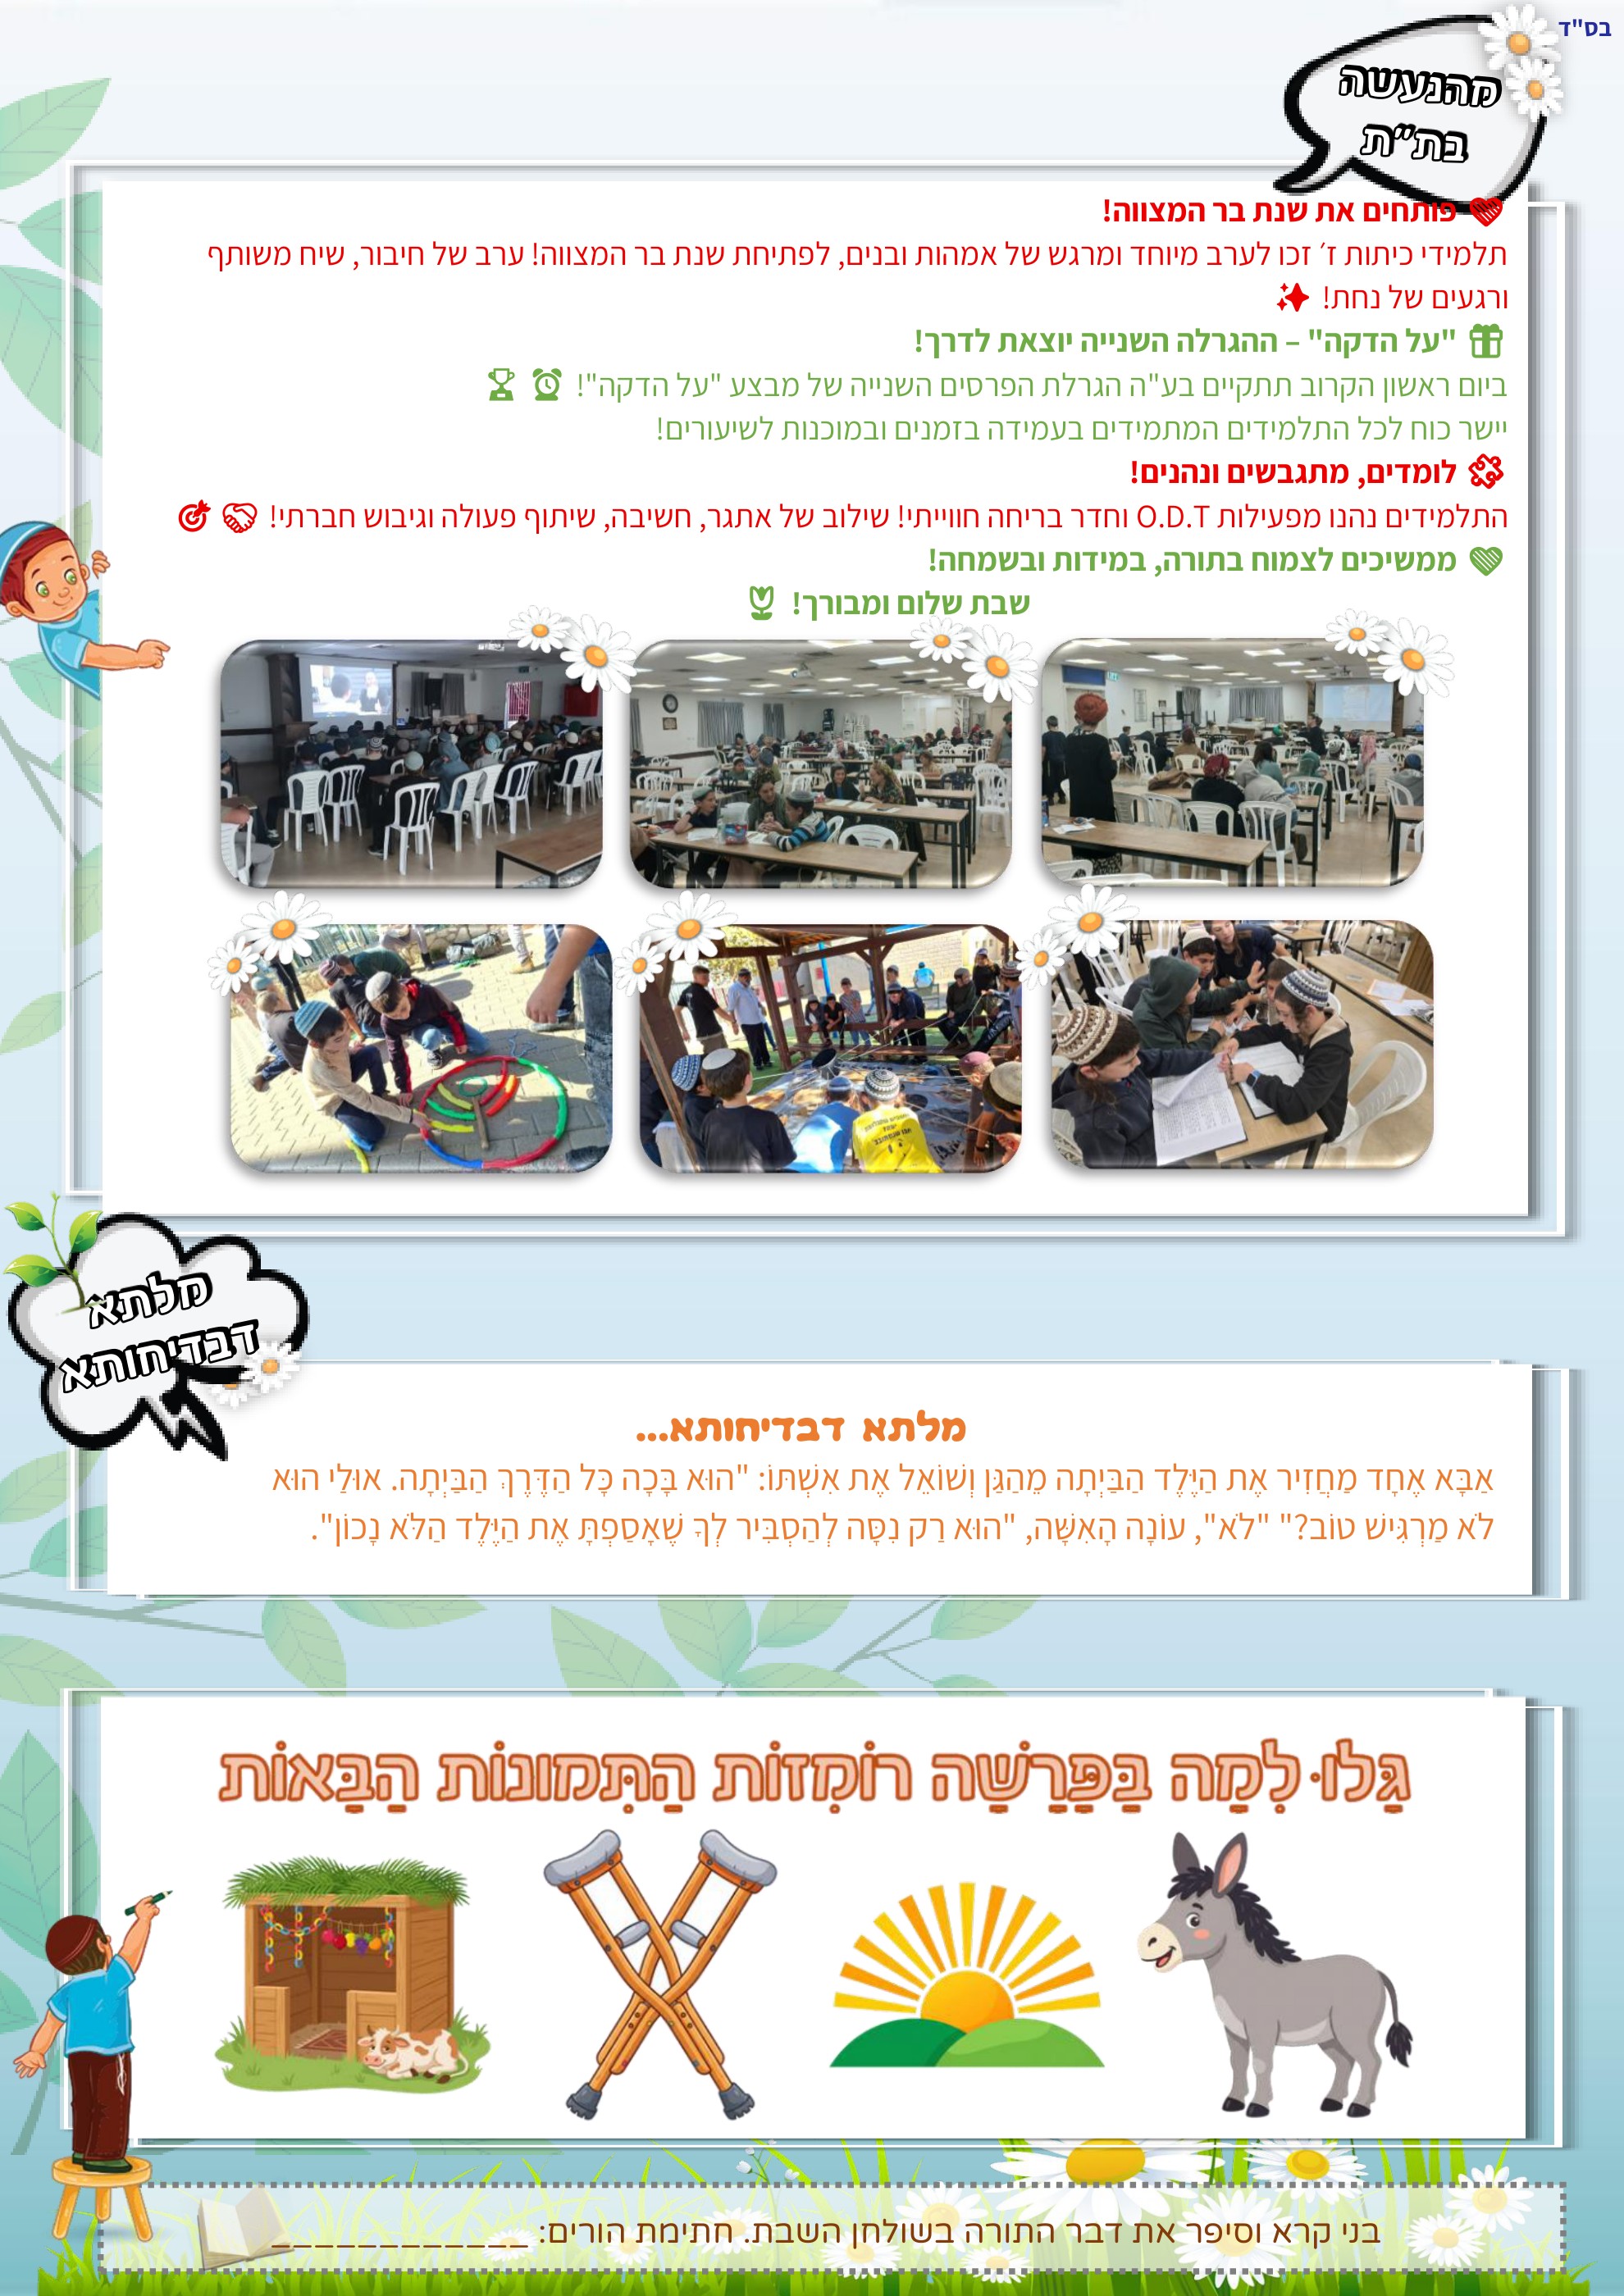 בס"ד
מהנעשה
בת"ת
פותחים את שנת בר המצווה!
תלמידי כיתות ז׳ זכו לערב מיוחד ומרגש של אמהות ובנים, לפתיחת שנת בר המצווה! ערב של חיבור, שיח משותף
ורגעים של נחת!
"על הדקה" – ההגרלה השנייה יוצאת לדרך!
ביום ראשון הקרוב תתקיים בע"ה הגרלת הפרסים השנייה של מבצע "על הדקה"!
יישר כוח לכל התלמידים המתמידים בעמידה בזמנים ובמוכנות לשיעורים!
לומדים, מתגבשים ונהנים!
התלמידים נהנו מפעילות O.D.T וחדר בריחה חווייתי! שילוב של אתגר, חשיבה, שיתוף פעולה וגיבוש חברתי!
ממשיכים לצמוח בתורה, במידות ובשמחה!
שבת שלום ומבורך!
מלתא
דבדיחותא
מלתא דבדיחותא...
אַבָּא אֶחָד מַחֲזִיר אֶת הַיֶּלֶד הַבַּיְתָה מֵהַגַּן וְשׁוֹאֵל אֶת אִשְׁתּוֹ: "הוּא בָּכָה כָּל הַדֶּרֶךְ הַבַּיְתָה. אוּלַי הוּא
לֹא מַרְגִּישׁ טוֹב?" "לֹא", עוֹנָה הָאִשָּׁה, "הוּא רַק נִסָּה לְהַסְבִּיר לְךָ שֶׁאָסַפְתָּ אֶת הַיֶּלֶד הַלֹּא נָכוֹן".
גַּלוּ לְמַה בַּפָּרָשָׁה רוֹמְזוֹת הַתְּמוּנוֹת הַבָּאוֹת
בני קרא וסיפר את דבר התורה בשולחן השבת. חתימת הורים: ____________